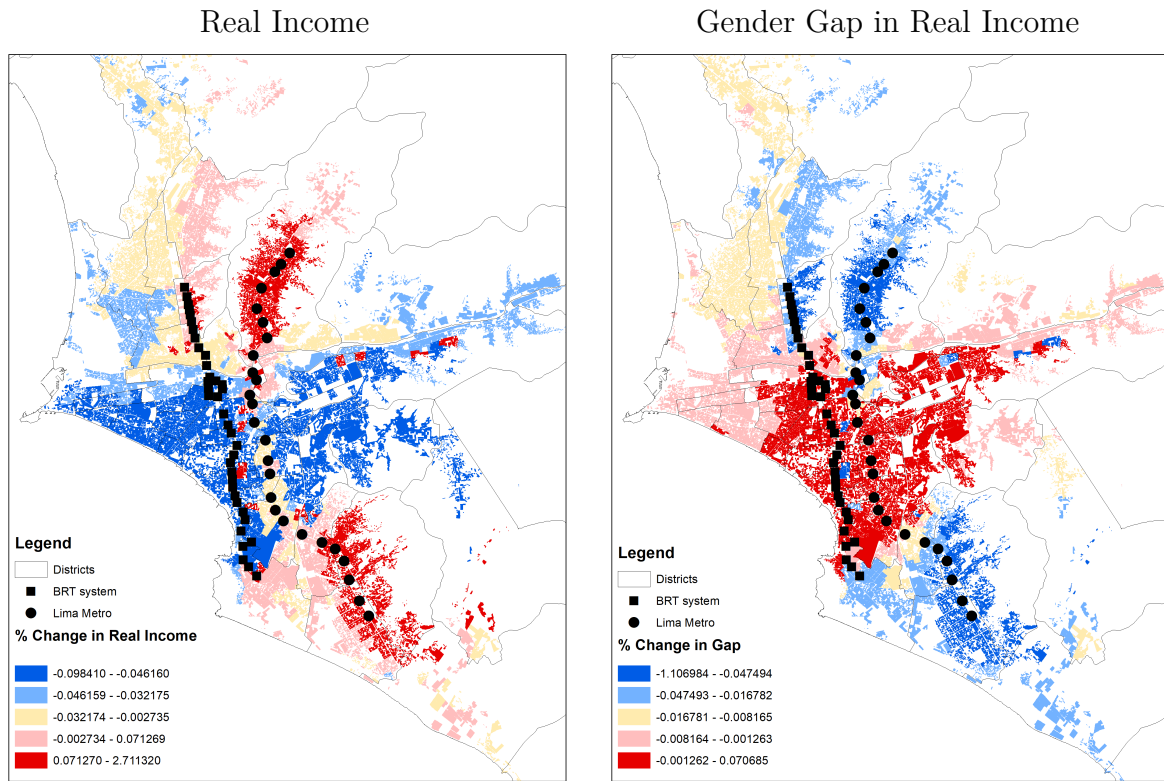 Real Income
Legend
Districts
BRT system
Lima Metro
% Change in Real Income
-0.098410 - -0.046160
-0.046159 - -0.032175
-0.032174 - -0.002735
-0.002734 - 0.071269
0.071270 - 2.711320
Gender Gap in Real Income
Legend
Districts
BRT system
Lima Metro
% Change in Gap
-1.106984 - -0.047494
-0.047493 - -0.016782
-0.016781 - -0.008165
-0.008164 - -0.001263
-0.001262 - 0.070685